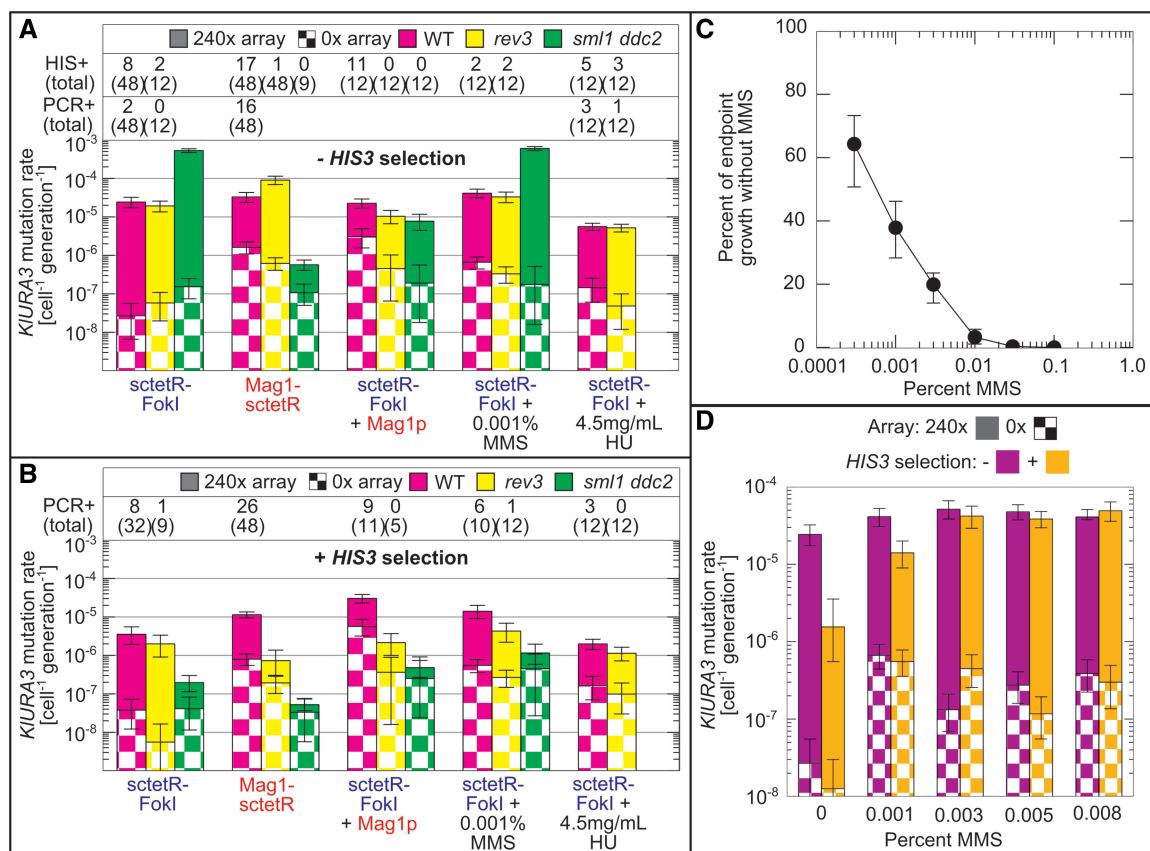 A
240x array 0x array WT rev3 sml1 ddc2
HIS+ 8 2 17 1 0 11 0 0 2 2 5 3
(total) (48)(12) (48)(48)(9) (12)(12)(12) (12)(12) (12)(12)
PCR+ 2 0 16 3 1
(total) (48)(12) (48) (12)(12)
- HIS3 selection
KlURA3 mutation rate
[cell-1 generation-1]
10-3
10-4
10-5
10-6
10-7
10-8
sctetR-FokI
Mag1-sctetR
sctetR-FokI + Mag1p
sctetR-FokI + 0.001% MMS
sctetR-FokI + 4.5mg/mL HU
B
240x array 0x array WT rev3 sml1 ddc2
PCR+ 8 1 26 9 0 6 1 3 0
(total) (32)(9) (48) (11)(5) (10)(12) (12)(12)
+ HIS3 selection
KlURA3 mutation rate
[cell-1 generation-1]
10-3
10-4
10-5
10-6
10-7
10-8
sctetR-FokI
Mag1-sctetR
sctetR-FokI + Mag1p
sctetR-FokI + 0.001% MMS
sctetR-FokI + 4.5mg/mL HU
C
Percent of endpoint
growth without MMS
100
80
60
40
20
0
0.0001 0.001 0.01 0.1 1.0
Percent MMS
D
Array: 240x 0x
HIS3 selection: - +
KlURA3 mutation rate
[cell-1 generation-1]
10-4
10-5
10-6
10-7
10-8
0 0.001 0.003 0.005 0.008
Percent MMS